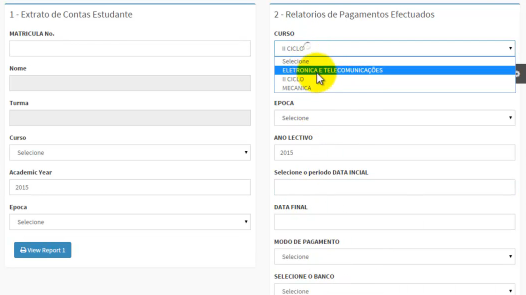 1 - Extrato de Contas Estudante
MATRICULA No.
Nome
Turma
Curso
Selecione
Academic Year
2015
Epoca
Selecione
View Report 1
2 - Relatorios de Pagamentos Efectuados
CURSO
II CICLO
Selecione
ELETRONICA E TELECOMUNICAÇÕES
II CICLO
MECANICA
EPOCA
Selecione
ANO LECTIVO
2015
Selecione o periodo DATA INCIAL
DATA FINAL
MODO DE PAGAMENTO
Selecione
SELECIONE O BANCO
Selecione